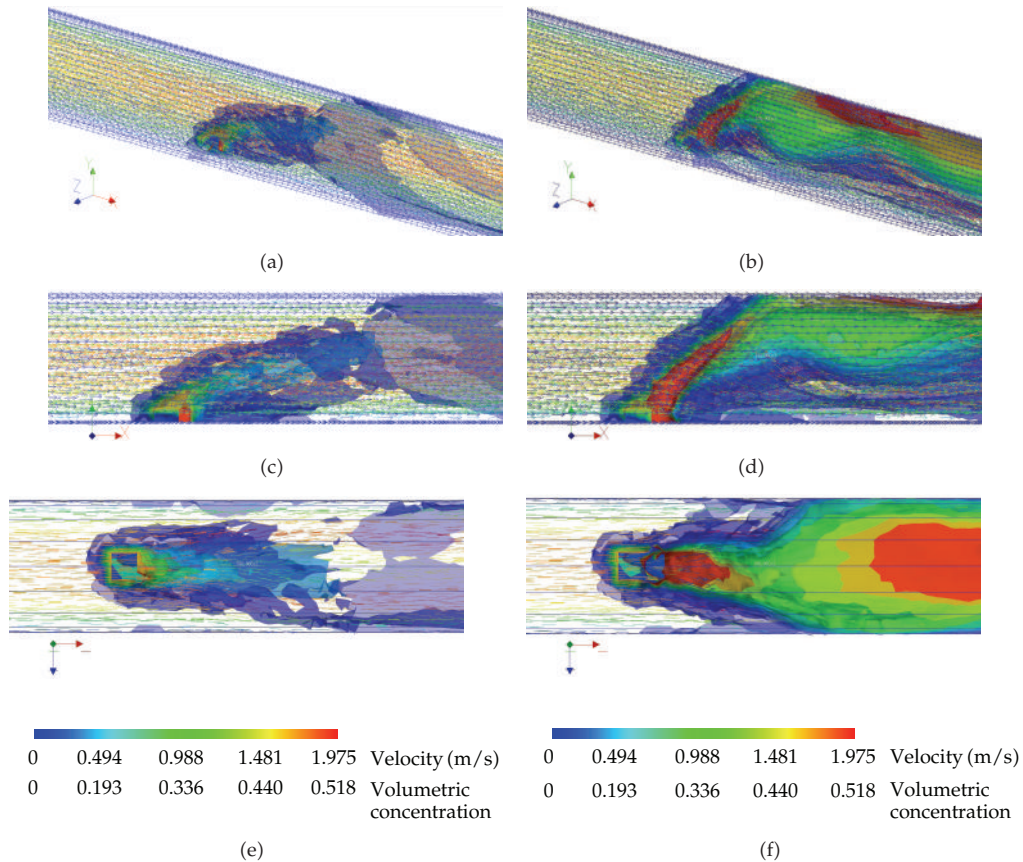 Y
Z
X
(a)
Y
Z
X
(b)
X
(c)
X
(d)
0 0.494 0.988 1.481 1.975 Velocity (m/s)
0 0.193 0.336 0.440 0.518 Volumetric
concentration
(e)
0 0.494 0.988 1.481 1.975 Velocity (m/s)
0 0.193 0.336 0.440 0.518 Volumetric
concentration
(f)